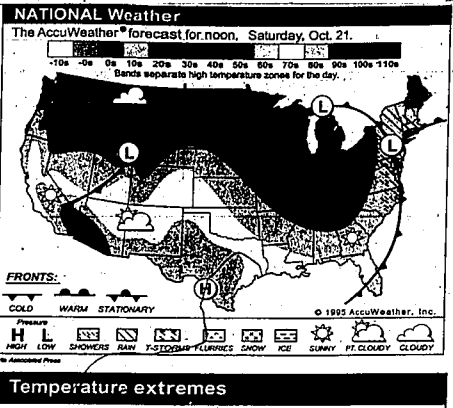 NATIONAL Weather
The AccuWeather® forecast for noon, Saturday, Oct. 21.
-10s -0s 0s 10s 20s 30s 40s 50s 60s 70s 80s 90s 100s 110s
Bands separate high temperature zones for the day.
L
L
L
H
FRONTS:
COLD WARM STATIONARY
© 1995 AccuWeather, Inc.
Pressure
H L
HIGH LOW SHOWERS RAIN T-STORMS FLURRIES SNOW ICE SUNNY PT. CLOUDY CLOUDY
Associated Press
Temperature extremes